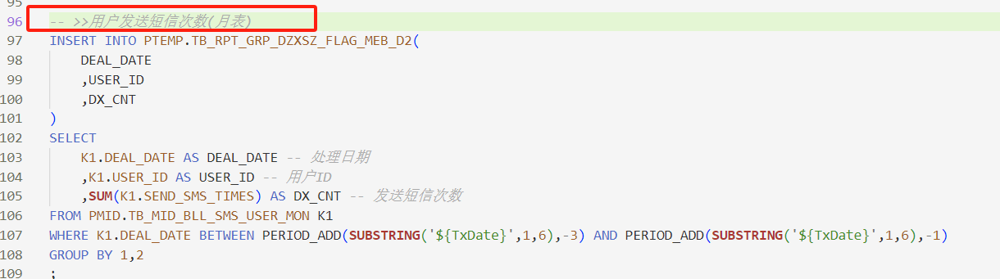 95
96 -- >>用户发送短信次数(月表)
97 INSERT INTO PTEMP.TB_RPT_GRP_DZXSZ_FLAG_MEB_D2(
98 DEAL_DATE
99 ,USER_ID
100 ,DX_CNT
101 )
102 SELECT
103 K1.DEAL_DATE AS DEAL_DATE -- 处理日期
104 ,K1.USER_ID AS USER_ID -- 用户ID
105 ,SUM(K1.SEND_SMS_TIMES) AS DX_CNT -- 发送短信次数
106 FROM PMID.TB_MID_BLL_SMS_USER_MON K1
107 WHERE K1.DEAL_DATE BETWEEN PERIOD_ADD(SUBSTRING('${TxDate}',1,6),-3) AND PERIOD_ADD(SUBSTRING('${TxDate}',1,6),-1)
108 GROUP BY 1,2
109 ;